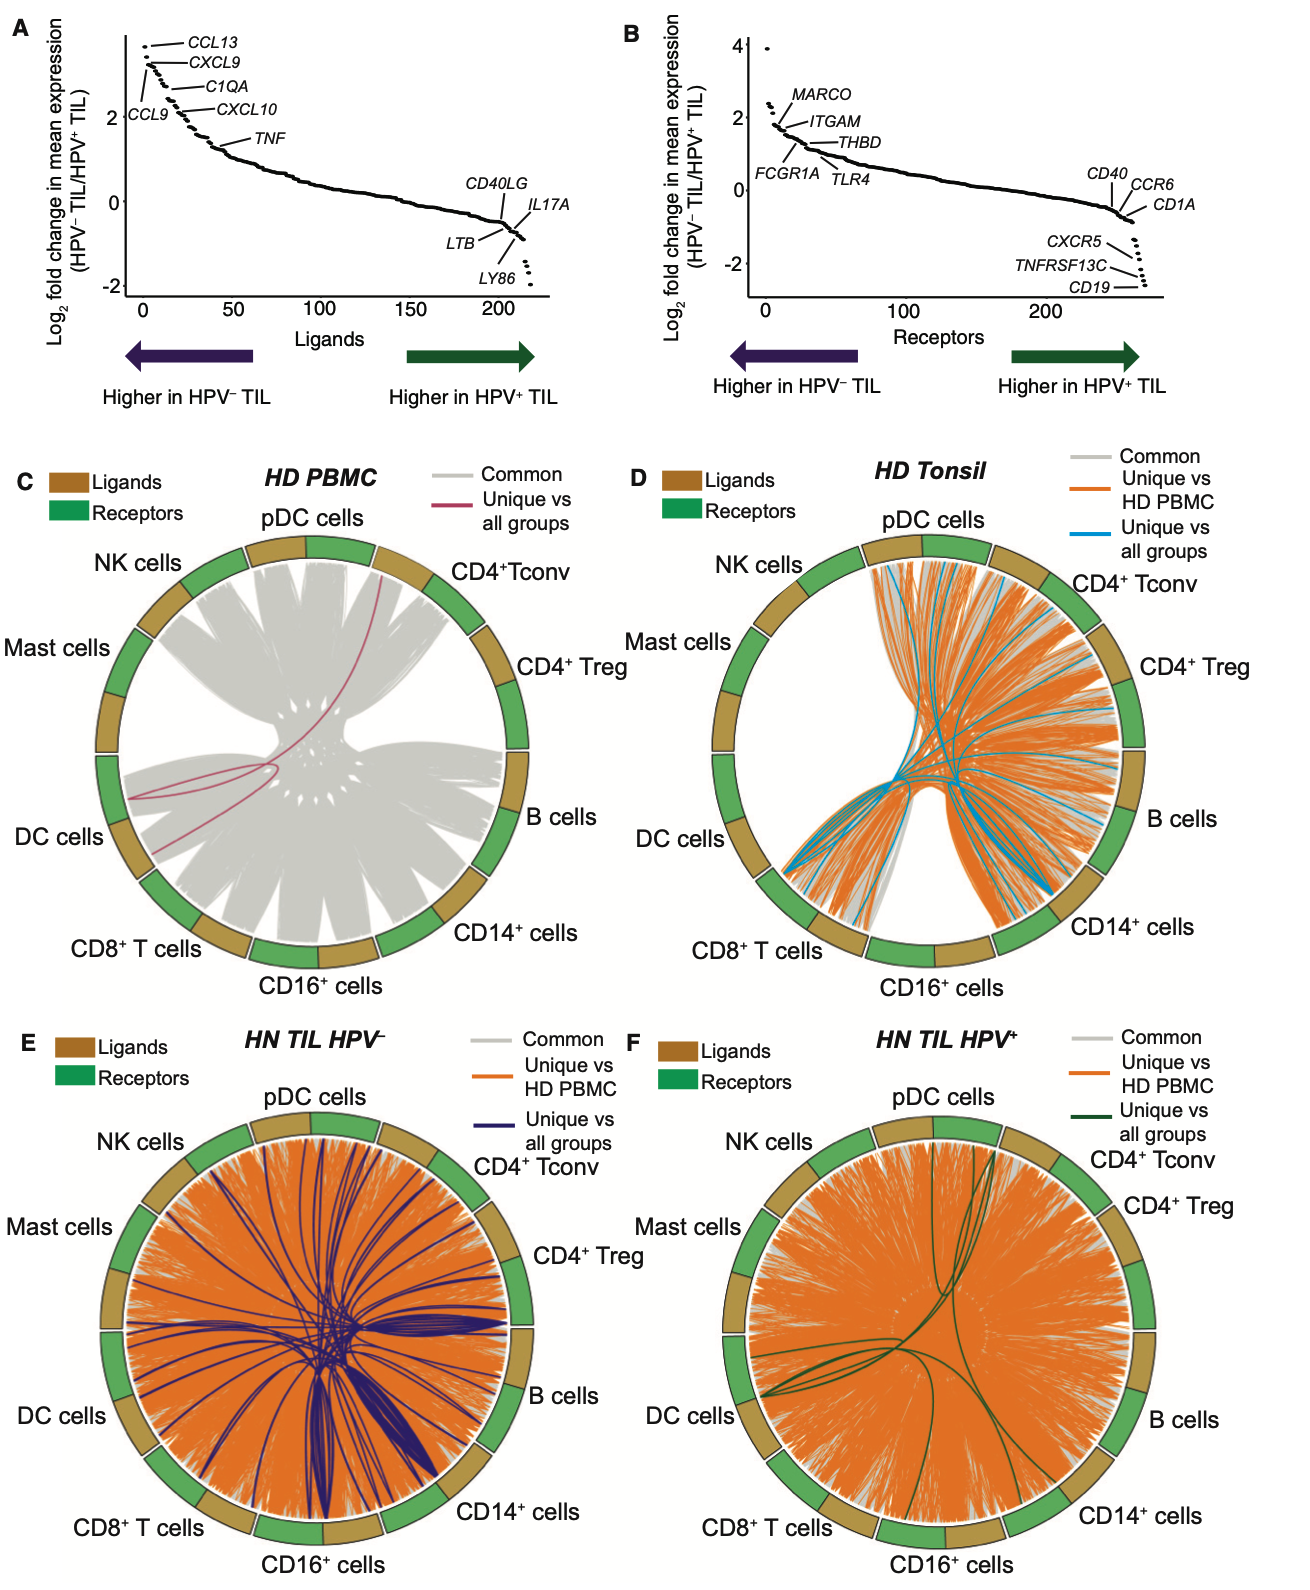 A
Log2 fold change in mean expression
(HPV– TIL/HPV+ TIL)
2
0
-2
CCL13
CXCL9
C1QA
CCL9
CXCL10
TNF
CD40LG
IL17A
LTB
LY86
0 50 100 150 200
Ligands
Higher in HPV– TIL
Higher in HPV+ TIL
B
Log2 fold change in mean expression
(HPV– TIL/HPV+ TIL)
4
2
0
-2
MARCO
ITGAM
THBD
FCGR1A
TLR4
CD40
CCR6
CD1A
CXCR5
TNFRSF13C
CD19
0 100 200
Receptors
Higher in HPV– TIL
Higher in HPV+ TIL
C
Ligands
Receptors
HD PBMC
Common
Unique vs
all groups
pDC cells
CD4+Tconv
CD4+ Treg
B cells
CD14+ cells
CD16+ cells
CD8+ T cells
DC cells
Mast cells
NK cells
D
Ligands
Receptors
HD Tonsil
Common
Unique vs
HD PBMC
Unique vs
all groups
pDC cells
CD4+ Tconv
CD4+ Treg
B cells
CD14+ cells
CD16+ cells
CD8+ T cells
DC cells
Mast cells
NK cells
E
Ligands
Receptors
HN TIL HPV–
Common
Unique vs
HD PBMC
Unique vs
all groups
pDC cells
CD4+ Tconv
CD4+ Treg
B cells
CD14+ cells
CD16+ cells
CD8+ T cells
DC cells
Mast cells
NK cells
F
Ligands
Receptors
HN TIL HPV+
Common
Unique vs
HD PBMC
Unique vs
all groups
pDC cells
CD4+ Tconv
CD4+ Treg
B cells
CD14+ cells
CD16+ cells
CD8+ T cells
DC cells
Mast cells
NK cells